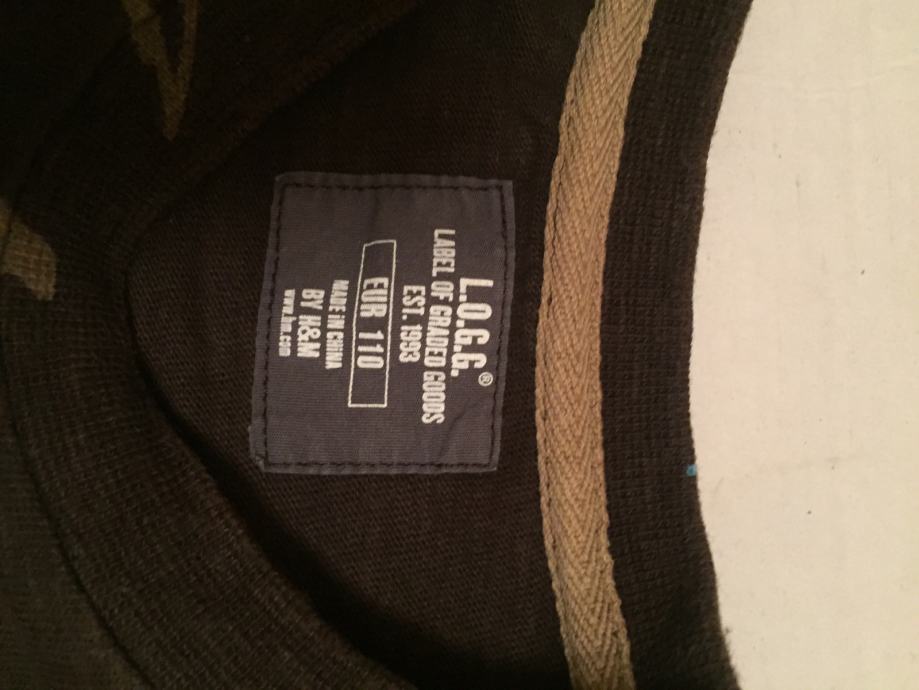 L.O.G.G.®
LABEL OF GRADED GOODS
EST. 1993
EUR 110
MADE IN CHINA
BY H&M
www.hm.com